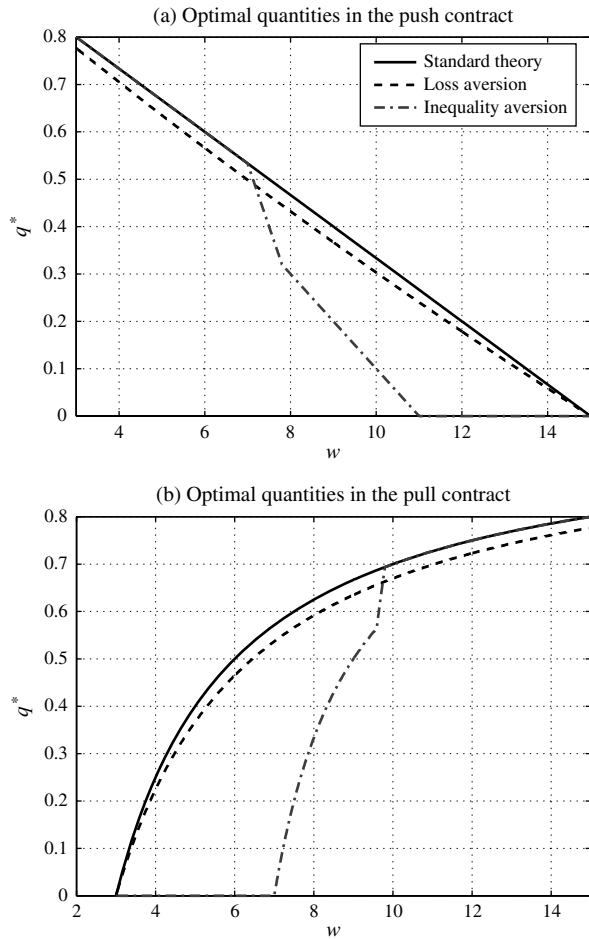 (a) Optimal quantities in the push contract
0.8
0.7
0.6
0.5
0.4
0.3
0.2
0.1
0
q*
Standard theory
Loss aversion
Inequality aversion
4 6 8 10 12 14
w
(b) Optimal quantities in the pull contract
0.8
0.7
0.6
0.5
0.4
0.3
0.2
0.1
0
q*
2 4 6 8 10 12 14
w